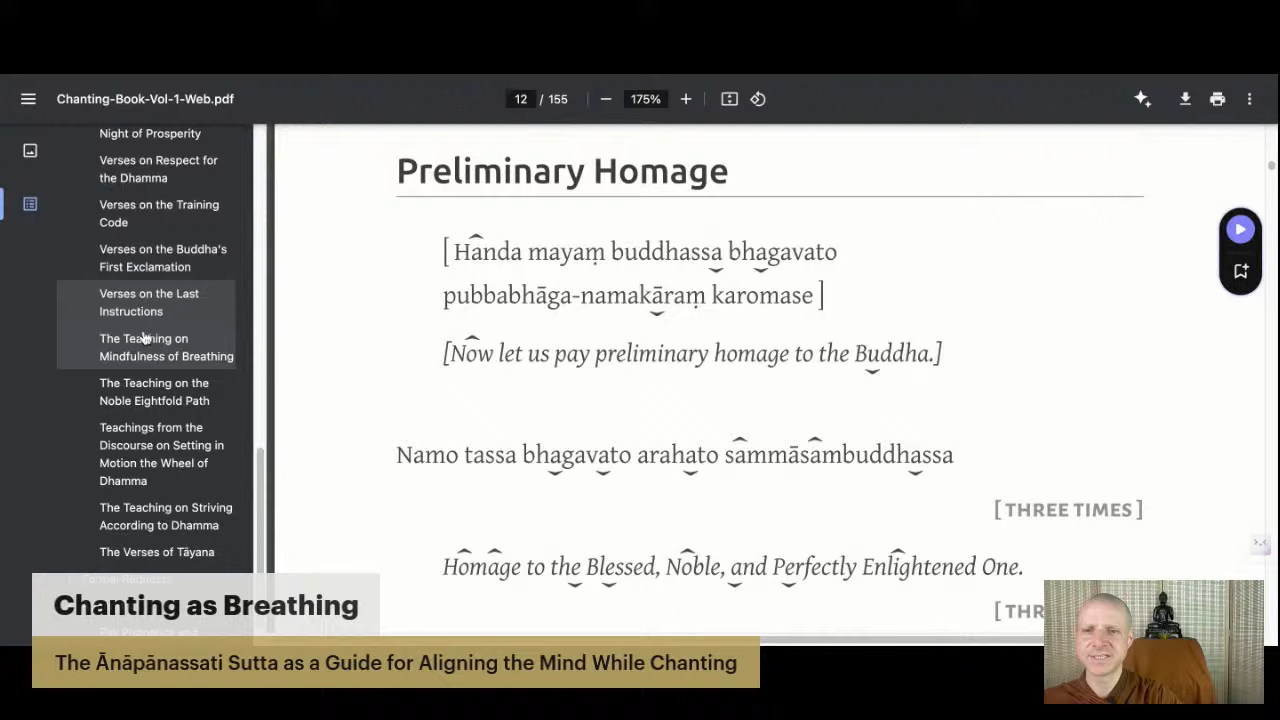 Chanting-Book-Vol-1-Web.pdf
12 / 155
175%
Night of Prosperity
Verses on Respect for
the Dhamma
Verses on the Training
Code
Verses on the Buddha's
First Exclamation
Verses on the Last
Instructions
The Teaching on
Mindfulness of Breathing
The Teaching on the
Noble Eightfold Path
Teachings from the
Discourse on Setting in
Motion the Wheel of
Dhamma
The Teaching on Striving
According to Dhamma
The Verses of Tāyana
Preliminary Homage
[ Handa mayaṃ buddhassa bhagavato
pubbabhāga-namakāraṃ karomase ]
[Now let us pay preliminary homage to the Buddha.]
Namo tassa bhagavato arahato sammāsambuddhassa
[ THREE TIMES ]
Homage to the Blessed, Noble, and Perfectly Enlightened One.
Chanting as Breathing
The Ānāpānassati Sutta as a Guide for Aligning the Mind While Chanting